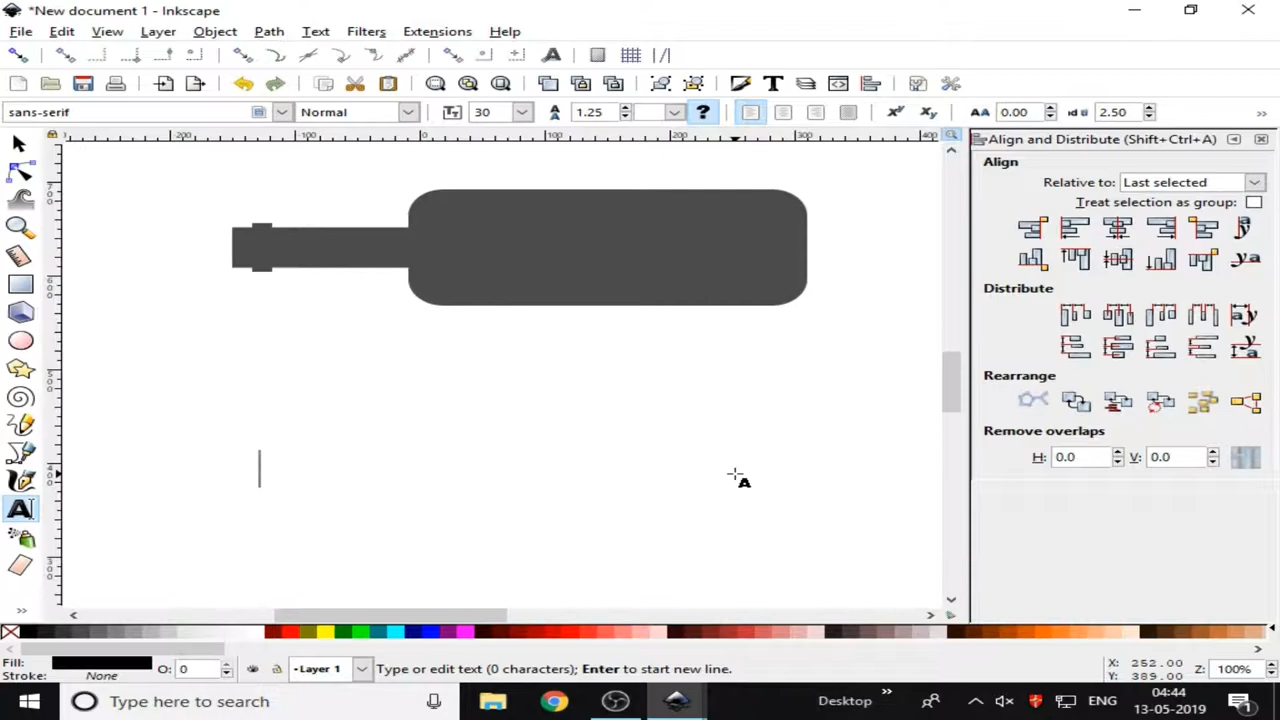 *New document 1 - Inkscape
File Edit View Layer Object Path Text Filters Extensions Help
sans-serif Normal 30 1.25 0.00 2.50
Align and Distribute (Shift+Ctrl+A)
Align
Relative to: Last selected
Treat selection as group:
Distribute
Rearrange
Remove overlaps
H: 0.0 V: 0.0
Fill:
Stroke: None
O: 0
Layer 1
Type or edit text (0 characters); Enter to start new line.
X: 252.00
Y: 389.00
Z: 100%
Type here to search
Desktop
ENG
04:44
13-05-2019